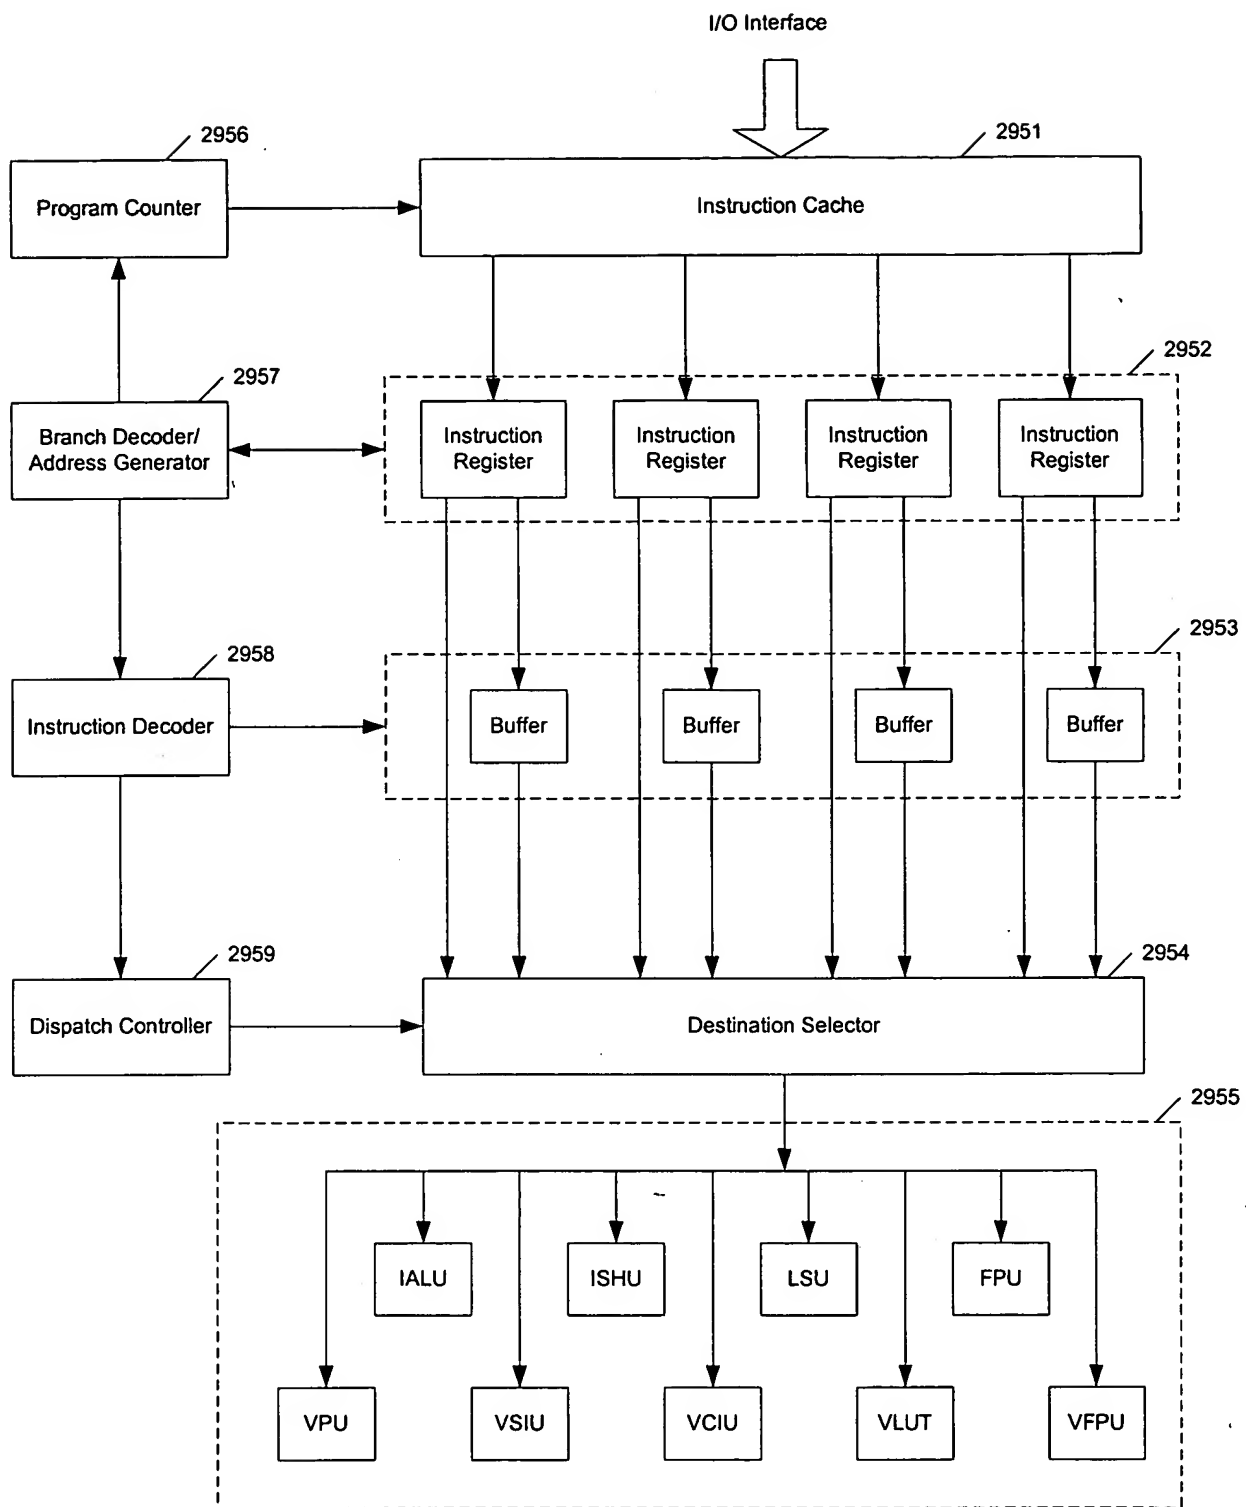 I/O Interface
2956
2951
Program Counter
Instruction Cache
2952
2957
Branch Decoder/
Address Generator
Instruction
Register
Instruction
Register
Instruction
Register
Instruction
Register
2953
2958
Instruction Decoder
Buffer
Buffer
Buffer
Buffer
2959
2954
Dispatch Controller
Destination Selector
2955
IALU
ISHU
LSU
FPU
VPU
VSIU
VCIU
VLUT
VFPU